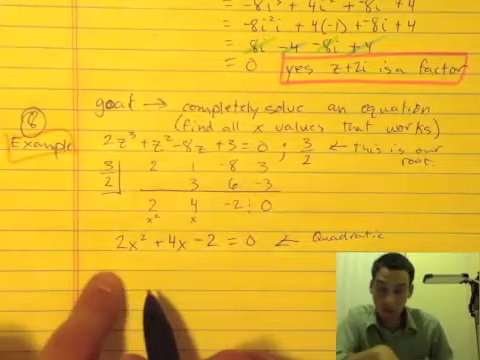 = -8i³ + 4i² + -8i + 4
= -8i²i + 4(-1) + -8i + 4
= 8i - 4 - 8i + 4
= 0 yes z+2i is a factor
8 goal → completely solve an equation
(find all x values that works)
Example 2z³ + z² - 8z + 3 = 0 ; 3/2 ← This is our root.
3/2 | 2 1 -8 3
3 6 -3
2 4 -2 0
x² x
2x² + 4x - 2 = 0 ← Quadratic